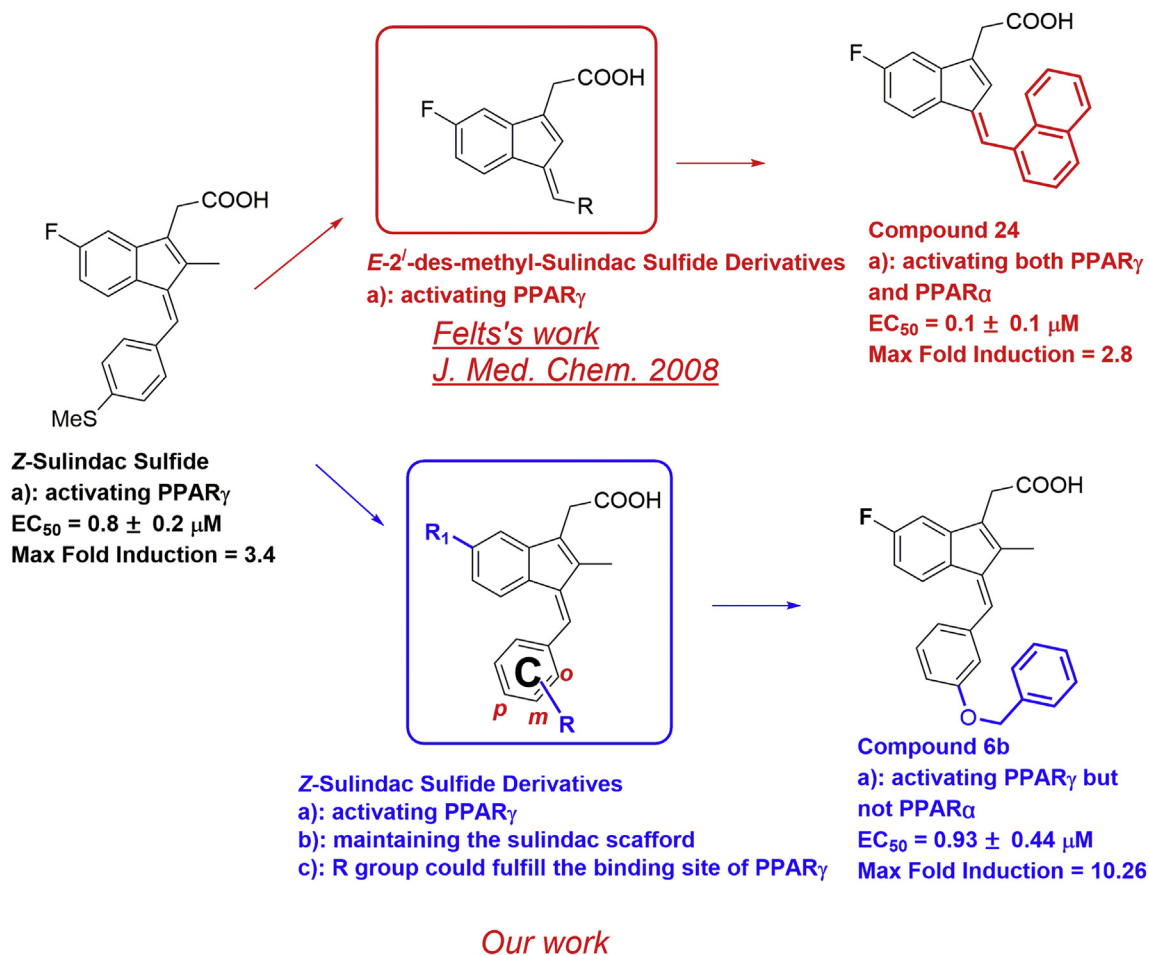 COOH
F
MeS
Z-Sulindac Sulfide
a): activating PPARγ
EC50 = 0.8 ± 0.2 μM
Max Fold Induction = 3.4
COOH
F
R
E-2/-des-methyl-Sulindac Sulfide Derivatives
a): activating PPARγ
Felts's work
J. Med. Chem. 2008
COOH
F
Compound 24
a): activating both PPARγ
and PPARα
EC50 = 0.1 ± 0.1 μM
Max Fold Induction = 2.8
COOH
R1
C
o
p
m
R
Z-Sulindac Sulfide Derivatives
a): activating PPARγ
b): maintaining the sulindac scafford
c): R group could fulfill the binding site of PPARγ
COOH
F
O
Compound 6b
a): activating PPARγ but
not PPARα
EC50 = 0.93 ± 0.44 μM
Max Fold Induction = 10.26
Our work